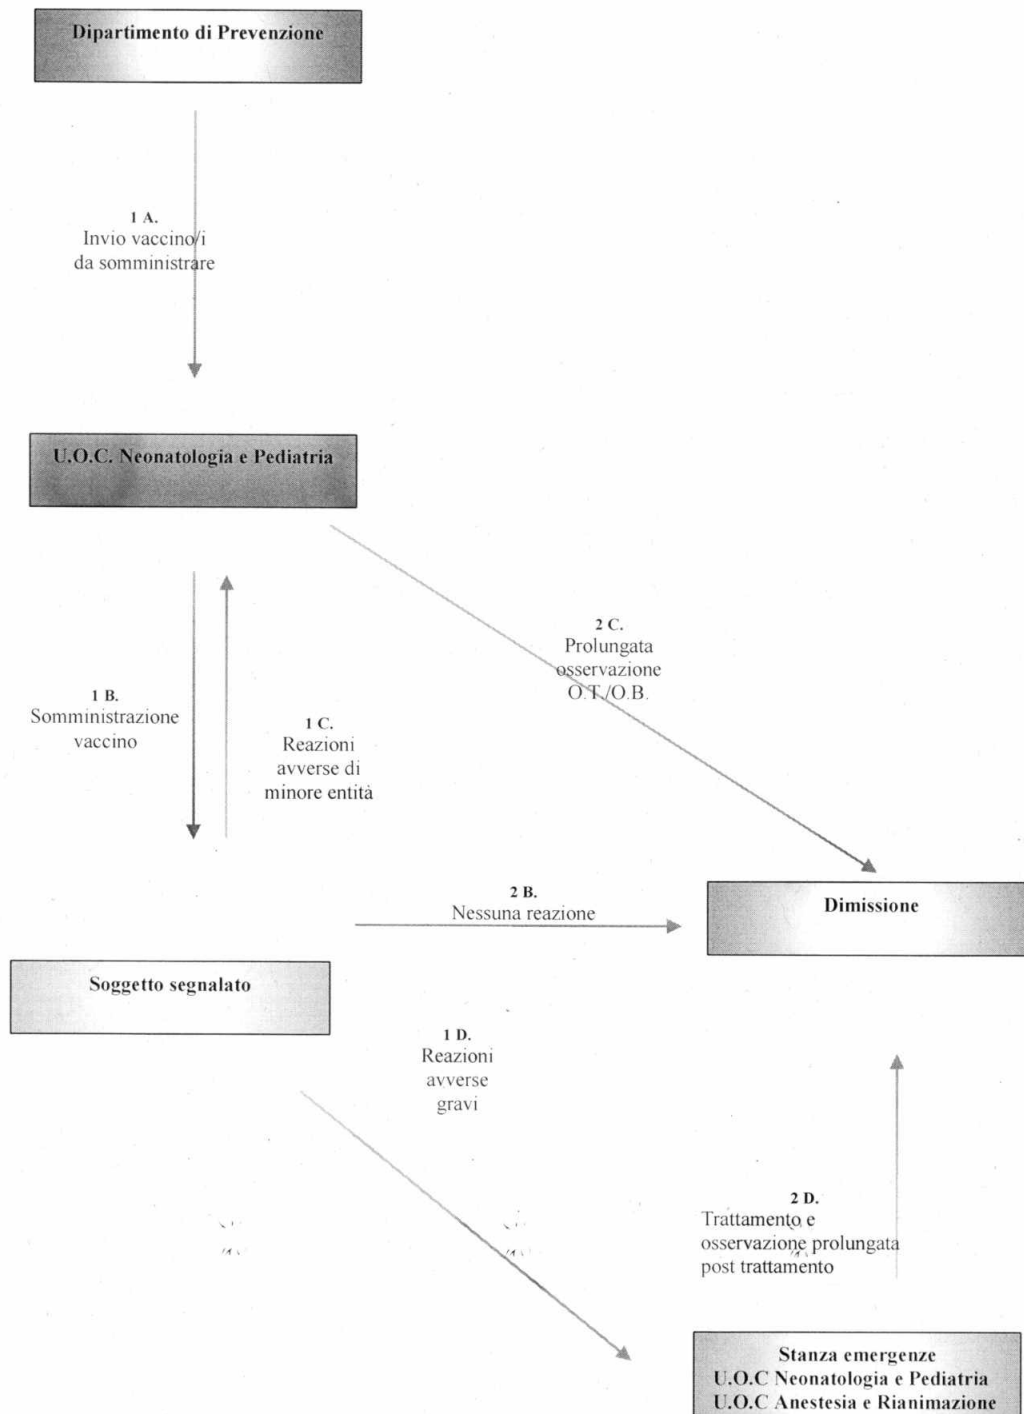 Dipartimento di Prevenzione
1 A.
Invio vaccino/i
da somministrare
U.O.C. Neonatologia e Pediatria
2 C.
Prolungata
osservazione
O.T./O.B.
1 B.
Somministrazione
vaccino
1 C.
Reazioni
avverse di
minore entità
2 B.
Nessuna reazione
Dimissione
Soggetto segnalato
1 D.
Reazioni
avverse
gravi
2 D.
Trattamento e
osservazione prolungata
post trattamento
Stanza emergenze
U.O.C Neonatologia e Pediatria
U.O.C Anestesia e Rianimazione